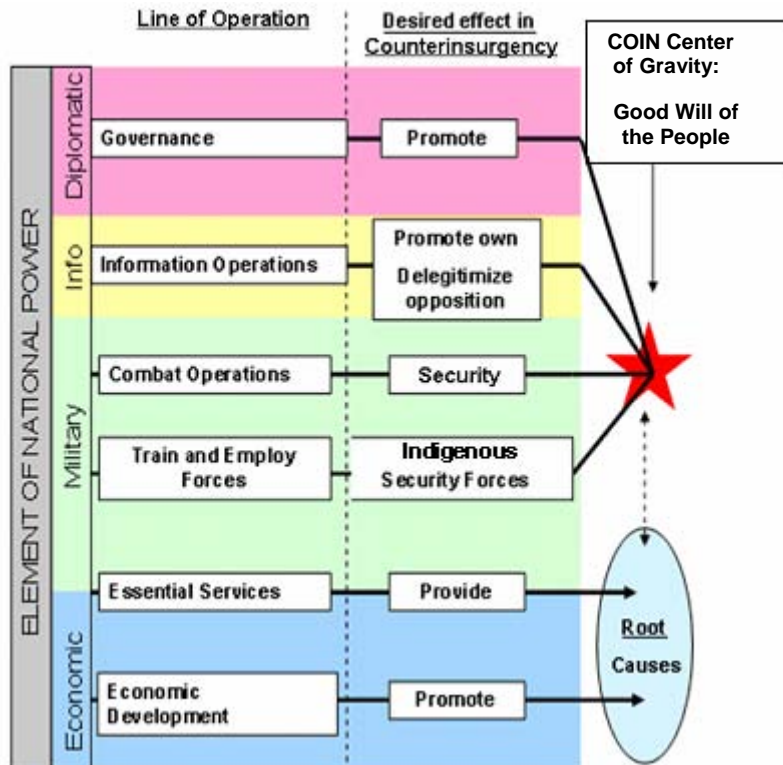 Line of Operation
Desired effect in
Counterinsurgency
COIN Center
of Gravity:
Good Will of
the People
ELEMENT OF NATIONAL POWER
Diplomatic
Governance
Promote
Info
Information Operations
Promote own
Delegitimize
opposition
Military
Combat Operations
Security
Train and Employ
Forces
Indigenous
Security Forces
Essential Services
Provide
Root
Causes
Economic
Economic
Development
Promote